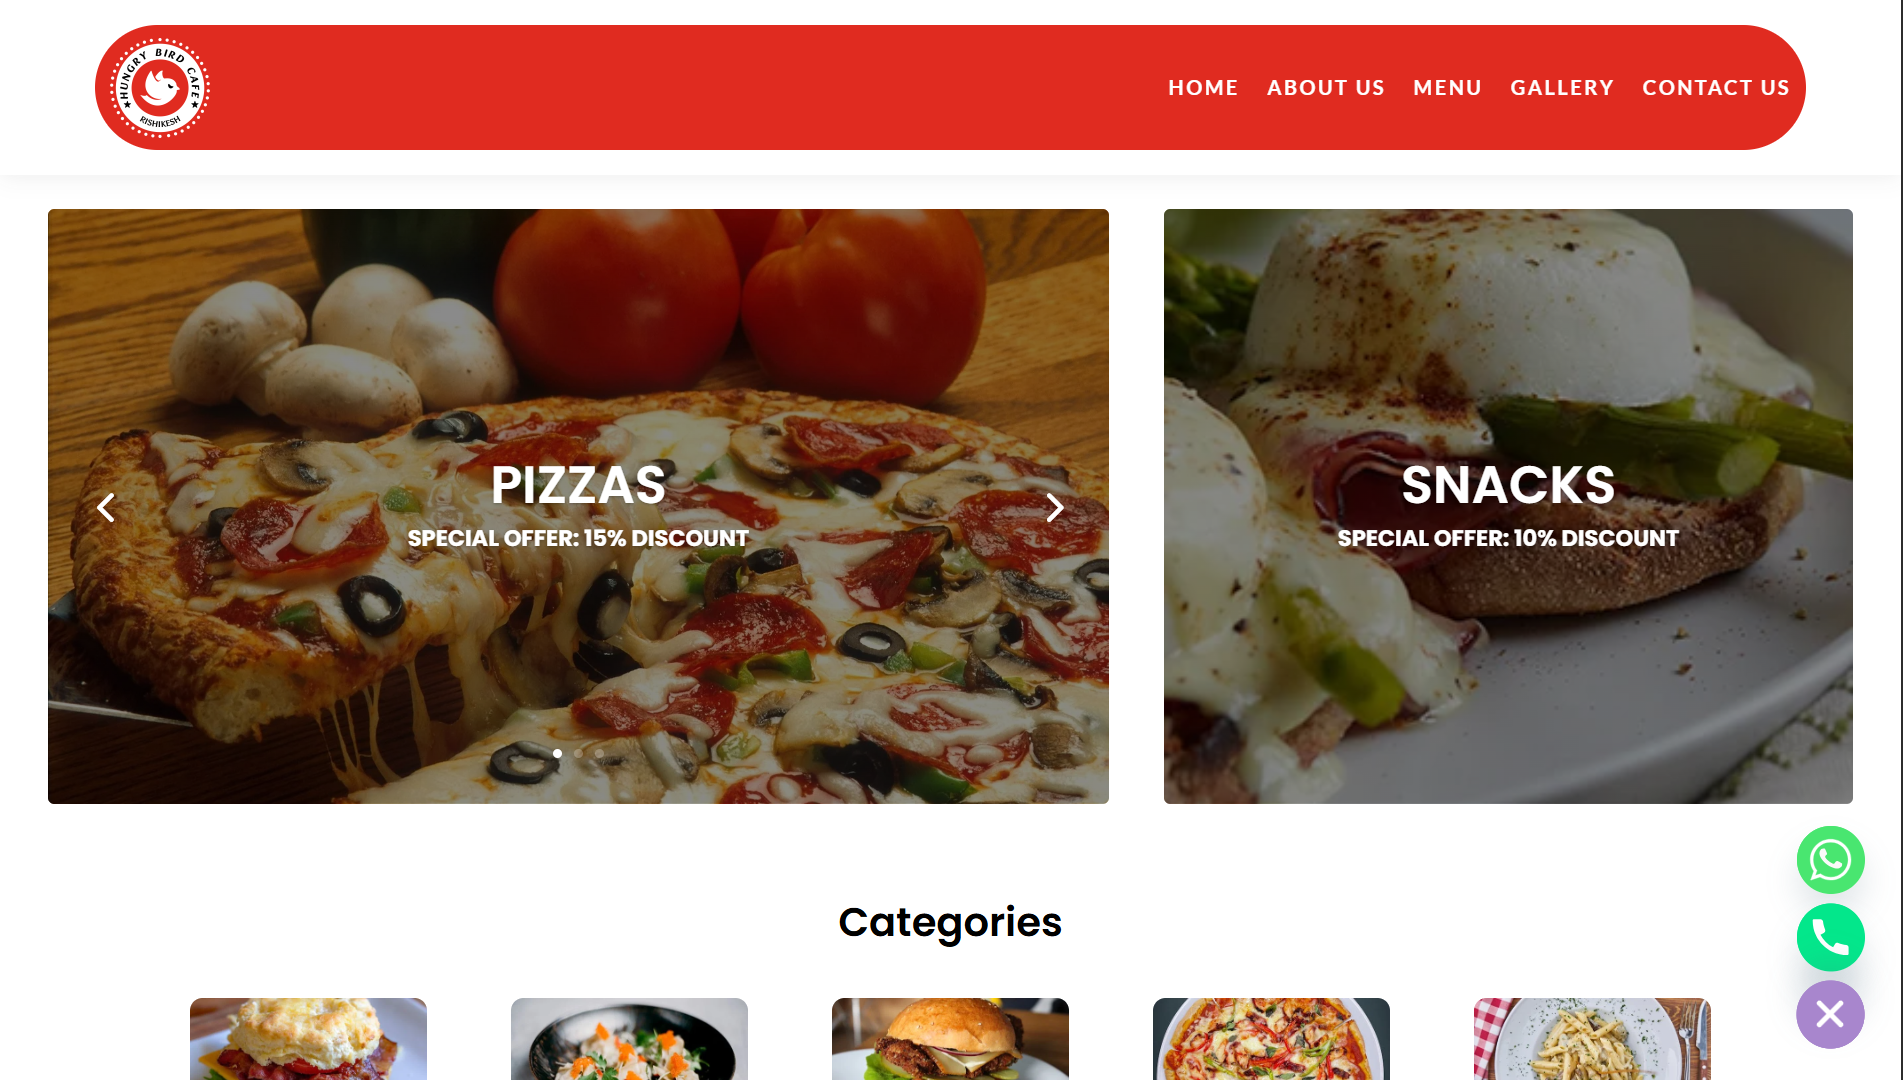 HUNGRY BIRD CAFE
RISHIKESH
HOME ABOUT US MENU GALLERY CONTACT US
PIZZAS
SPECIAL OFFER: 15% DISCOUNT
SNACKS
SPECIAL OFFER: 10% DISCOUNT
Categories